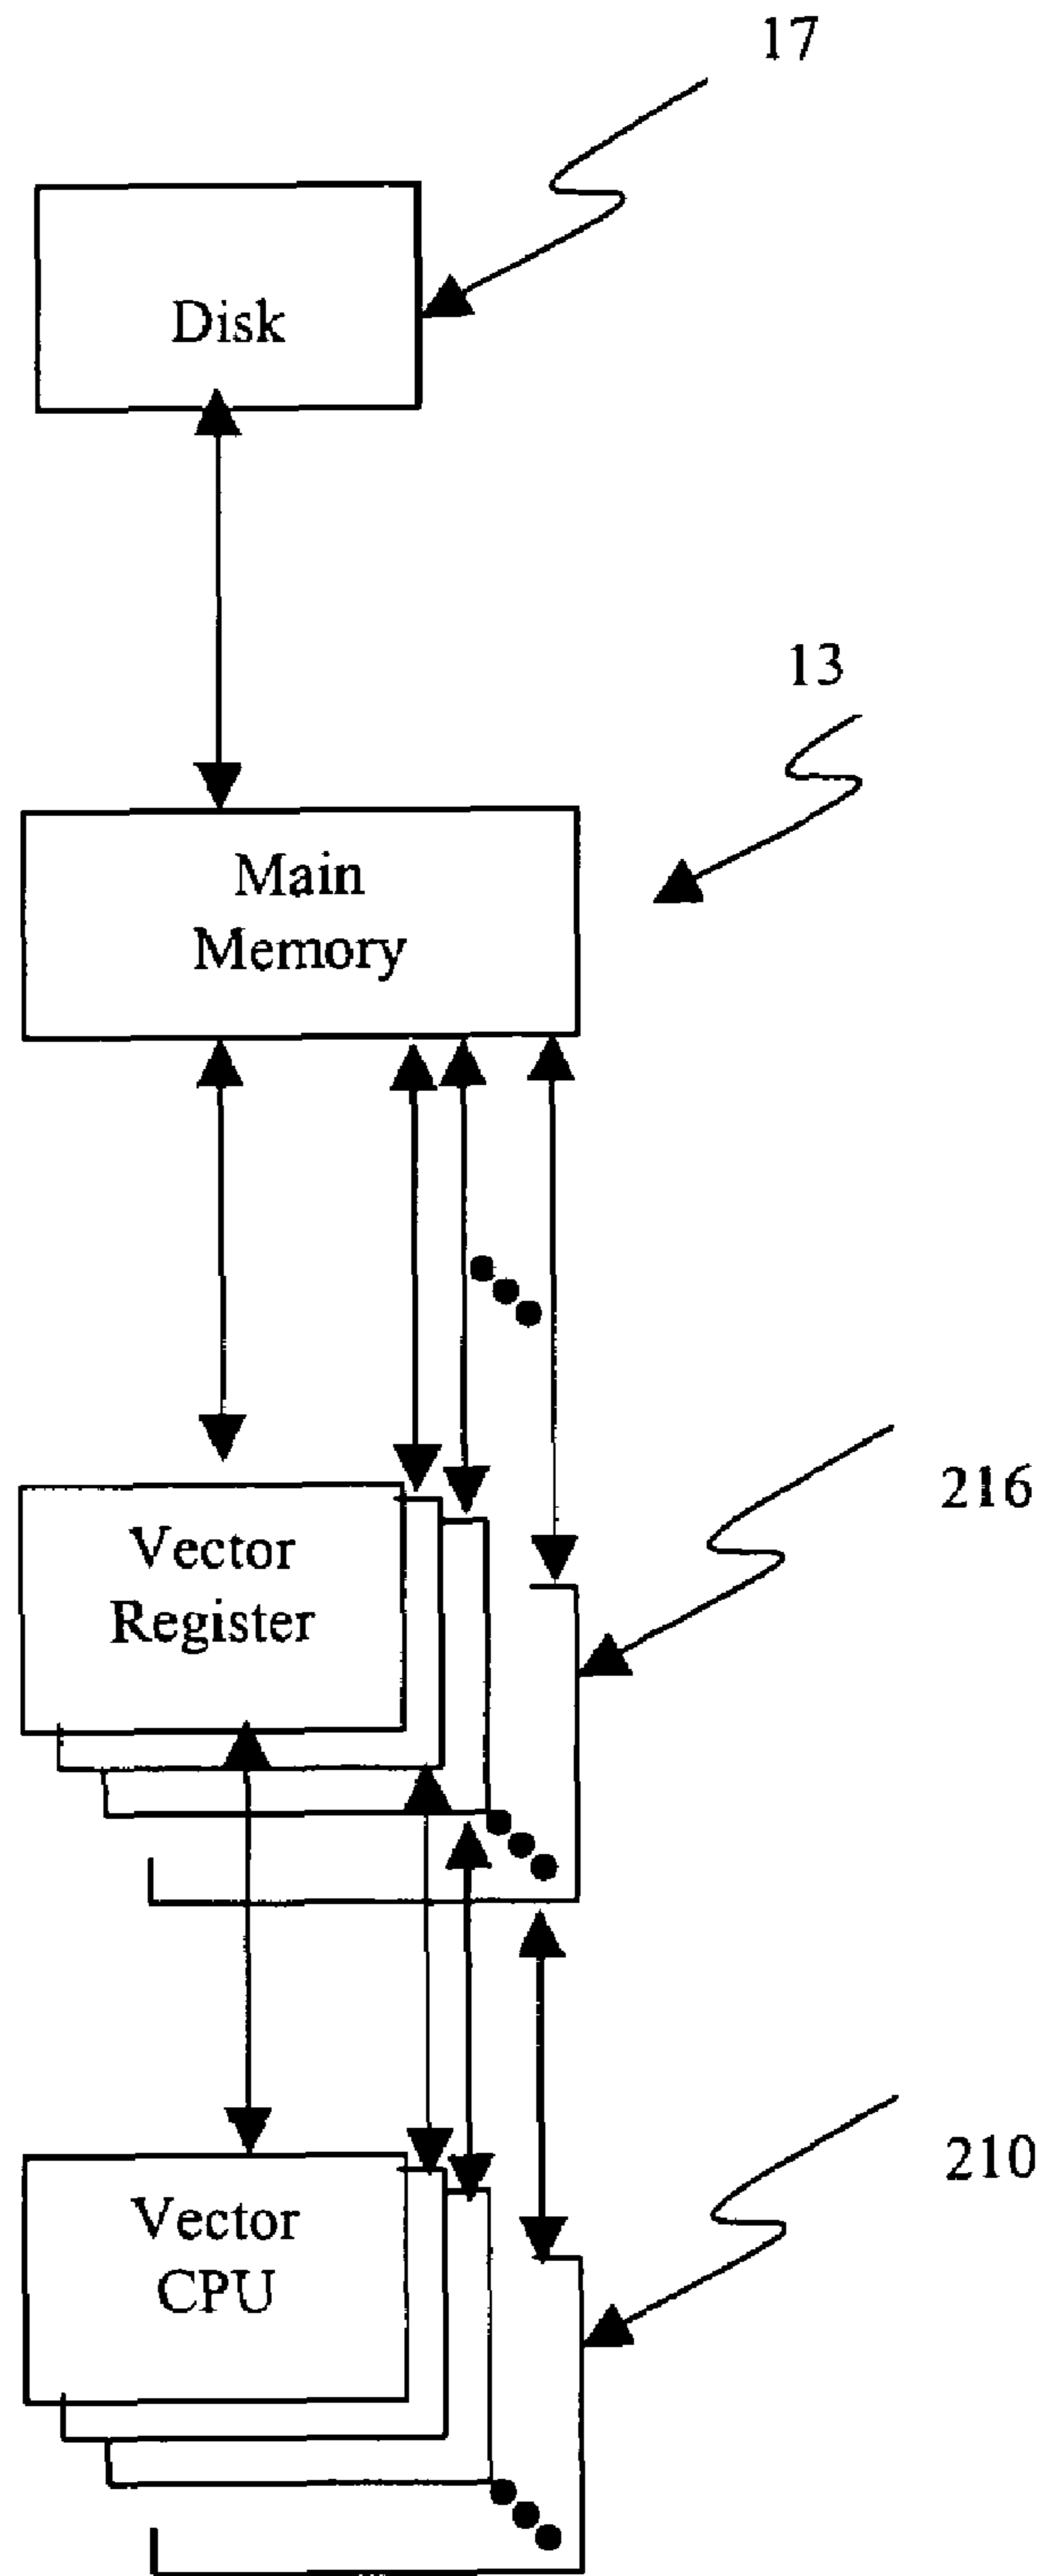 17
Disk
13
Main
Memory
216
Vector
Register
210
Vector
CPU